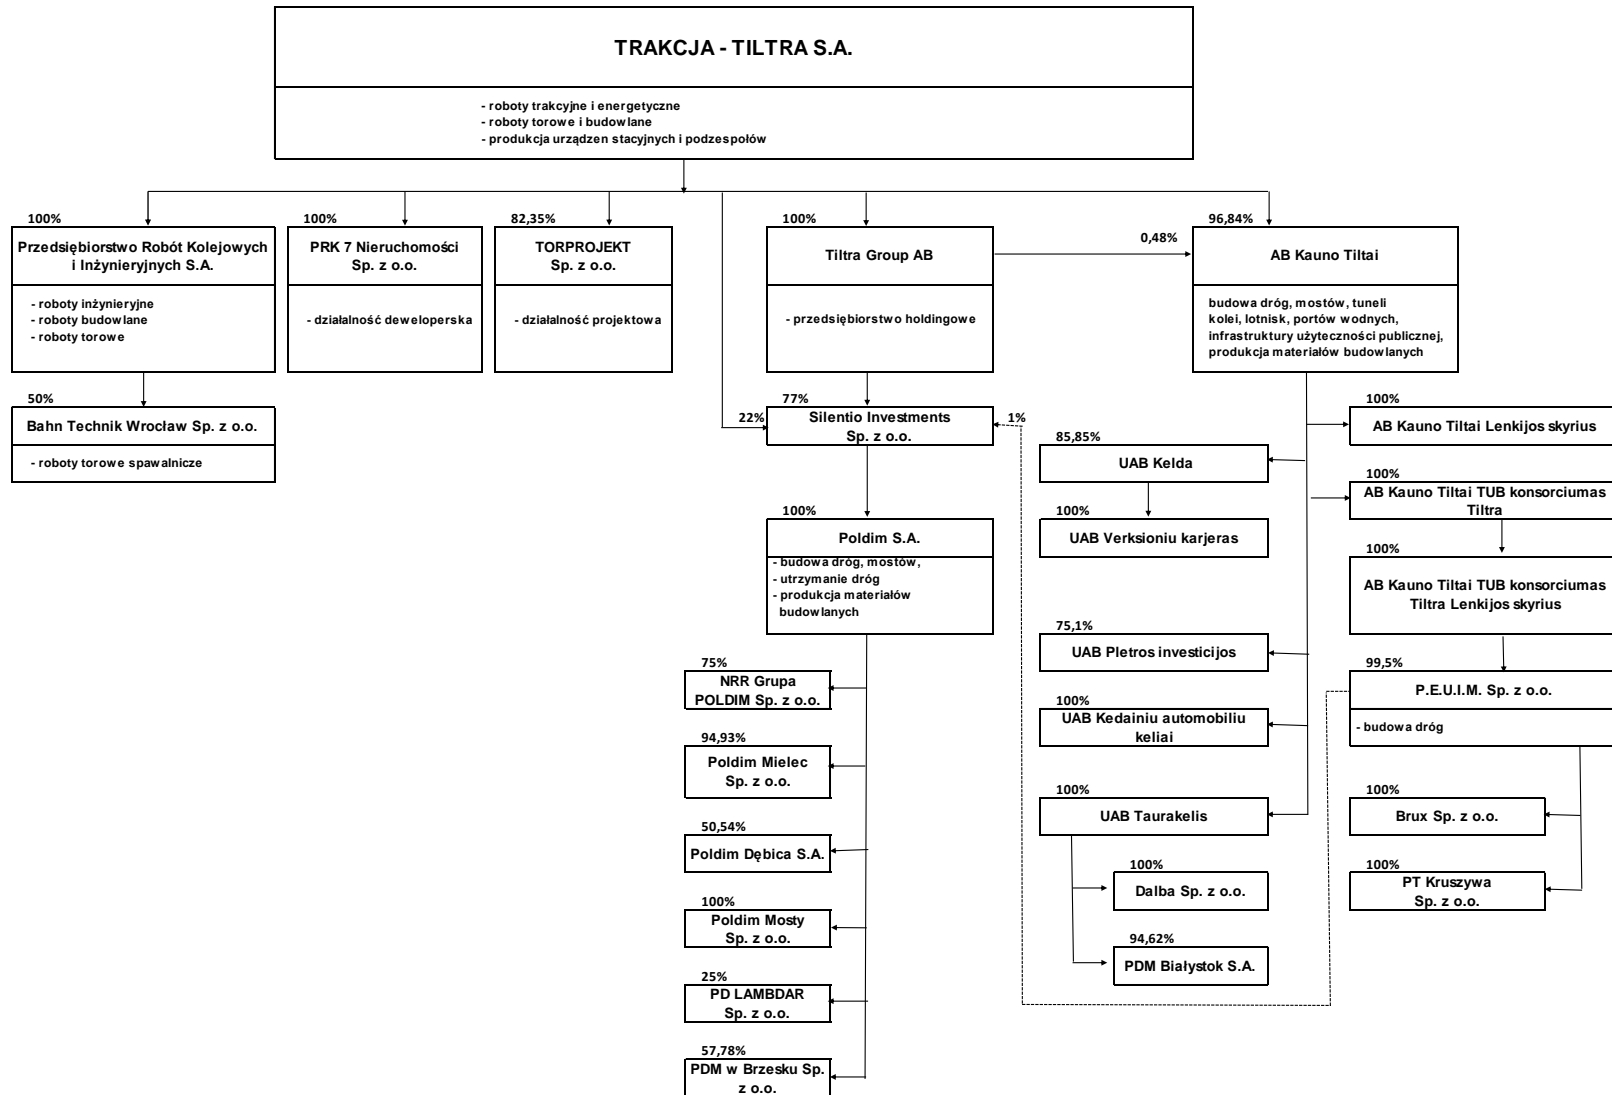 TRAKCJA - TILTRA S.A.
- roboty trakcyjne i energetyczne
- roboty torowe i budowlane
- produkcja urządzen stacyjnych i podzespołów
100%
Przedsiębiorstwo Robót Kolejowych
i Inżynieryjnych S.A.
- roboty inżynieryjne
- roboty budowlane
- roboty torowe
100%
PRK 7 Nieruchomości
Sp. z o.o.
- działalność deweloperska
82,35%
TORPROJEKT
Sp. z o.o.
- działalność projektowa
100%
Tiltra Group AB
- przedsiębiorstwo holdingowe
0,48%
96,84%
AB Kauno Tiltai
budowa dróg, mostów, tuneli
kolei, lotnisk, portów wodnych,
infrastruktury użyteczności publicznej,
produkcja materiałów budowlanych
50%
Bahn Technik Wrocław Sp. z o.o.
- roboty torowe spawalnicze
22%
77%
Silentio Investments
Sp. z o.o.
1%
100%
Poldim S.A.
- budowa dróg, mostów,
- utrzymanie dróg
- produkcja materiałów
budowlanych
75%
NRR Grupa
POLDIM Sp. z o.o.
94,93%
Poldim Mielec
Sp. z o.o.
50,54%
Poldim Dębica S.A.
100%
Poldim Mosty
Sp. z o.o.
25%
PD LAMBDAR
Sp. z o.o.
57,78%
PDM w Brzesku Sp.
z o.o.
85,85%
UAB Kelda
100%
UAB Verksioniu karjeras
75,1%
UAB Pletros investicijos
100%
UAB Kedainiu automobiliu
keliai
100%
UAB Taurakelis
100%
Dalba Sp. z o.o.
94,62%
PDM Białystok S.A.
100%
AB Kauno Tiltai Lenkijos skyrius
100%
AB Kauno Tiltai TUB konsorciumas
Tiltra
100%
AB Kauno Tiltai TUB konsorciumas
Tiltra Lenkijos skyrius
99,5%
P.E.U.I.M. Sp. z o.o.
- budowa dróg
100%
Brux Sp. z o.o.
100%
PT Kruszywa
Sp. z o.o.